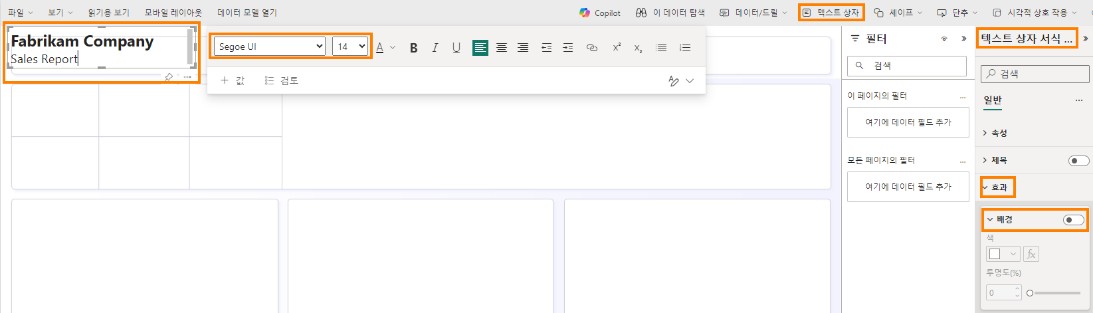 파일 보기 읽기용 보기 모바일 레이아웃 데이터 모델 열기 Copilot 이 데이터 탐색 데이터/드릴 텍스트 상자 셰이프 단추 시각적 상호 작용
Fabrikam Company
Sales Report
Segoe UI 14 A B I U X² X₂
+ 값 검토
필터
검색
이 페이지의 필터 ...
여기에 데이터 필드 추가
모든 페이지의 필터 ...
여기에 데이터 필드 추가
텍스트 상자 서식 ...
검색
일반 ...
속성
제목
효과
배경
색
fx
투명도(%)
0